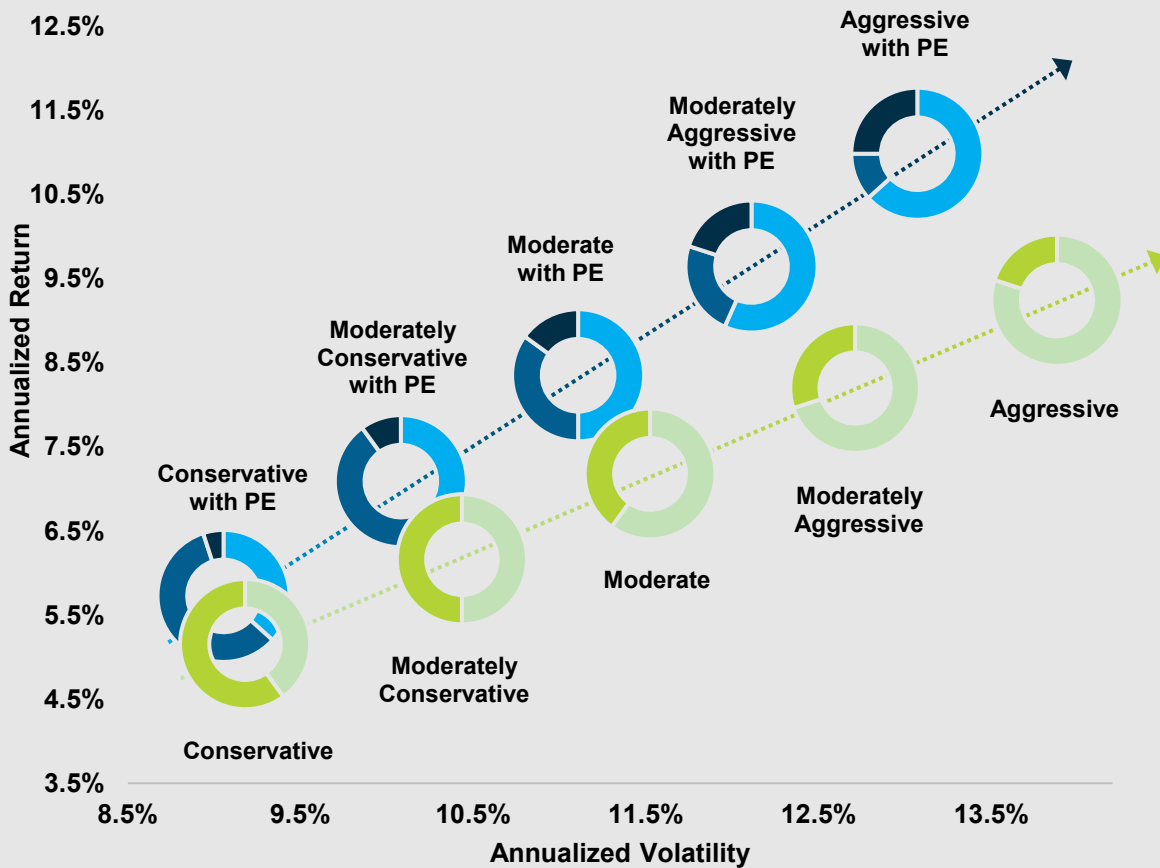 12.5%
11.5%
10.5%
9.5%
8.5%
7.5%
6.5%
5.5%
4.5%
3.5%
Annualized Return
Aggressive
with PE
Moderately
Aggressive
with PE
Moderate
with PE
Moderately
Conservative
with PE
Conservative
with PE
Aggressive
Moderately
Aggressive
Moderate
Moderately
Conservative
Conservative
8.5%
9.5%
10.5%
11.5%
12.5%
13.5%
Annualized Volatility